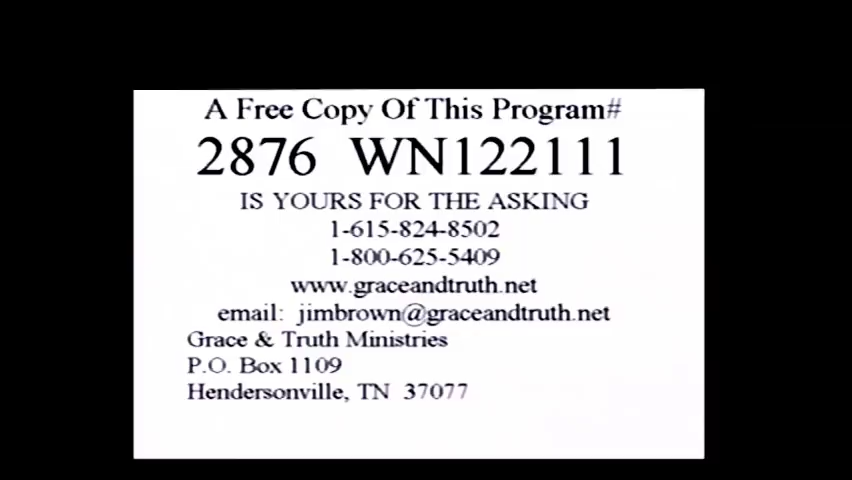 A Free Copy Of This Program#
2876 WN122111
IS YOURS FOR THE ASKING
1-615-824-8502
1-800-625-5409
www.graceandtruth.net
email: jimbrown@graceandtruth.net
Grace & Truth Ministries
P.O. Box 1109
Hendersonville, TN 37077